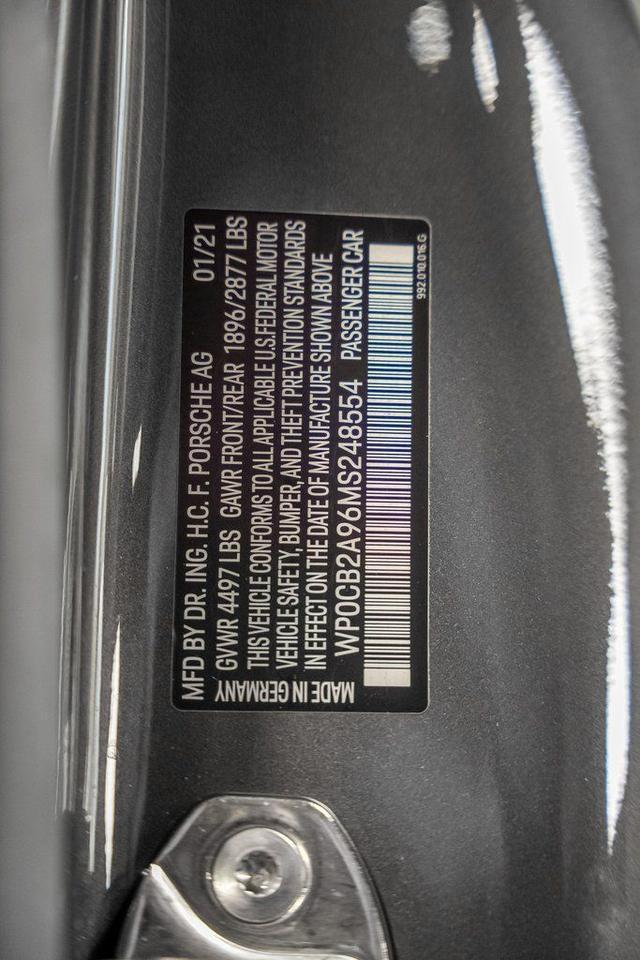 MFD BY DR. ING. H.C. F. PORSCHE AG 01/21
GVWR 4497 LBS GAWR FRONT/REAR 1896/2877 LBS
THIS VEHICLE CONFORMS TO ALL APPLICABLE U.S. FEDERAL MOTOR
VEHICLE SAFETY, BUMPER, AND THEFT PREVENTION STANDARDS
IN EFFECT ON THE DATE OF MANUFACTURE SHOWN ABOVE
WP0CB2A96MS248554 PASSENGER CAR
MADE IN GERMANY
992.010.016.G